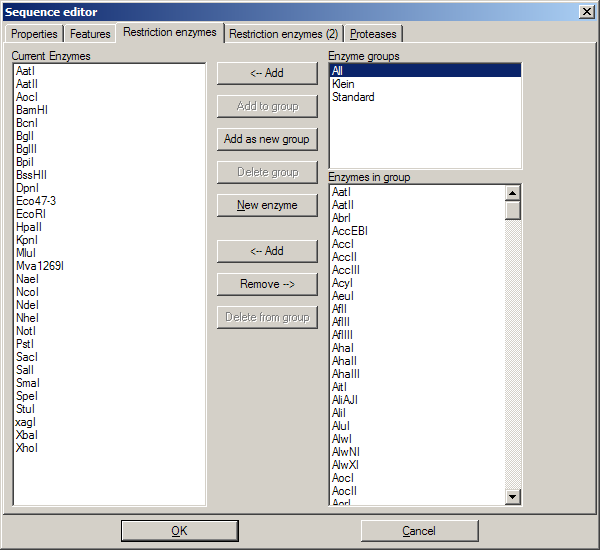 Sequence editor
Properties
Features
Restriction enzymes
Restriction enzymes (2)
Proteases
Current Enzymes
AatI
AatII
AocI
BamHI
BcnI
BglI
BglII
BpiI
BssHII
DpnI
Eco47-3
EcoRI
HpaII
KpnI
MluI
Mva1269I
NaeI
NcoI
NdeI
NheI
NotI
PstI
SacI
SalI
SmaI
SpeI
StuI
xagI
XbaI
XhoI
<-- Add
Add to group
Add as new group
Delete group
New enzyme
<-- Add
Remove -->
Delete from group
Enzyme groups
All
Klein
Standard
Enzymes in group
AatI
AatII
AbrI
AccEBI
AccI
AccII
AccIII
AcyI
AeuI
AflI
AflII
AflIII
AhaI
AhaII
AhaIII
AitI
AliAJI
AliI
AluI
AlwI
AlwNI
AlwXI
AocI
AocII
AorI
OK
Cancel